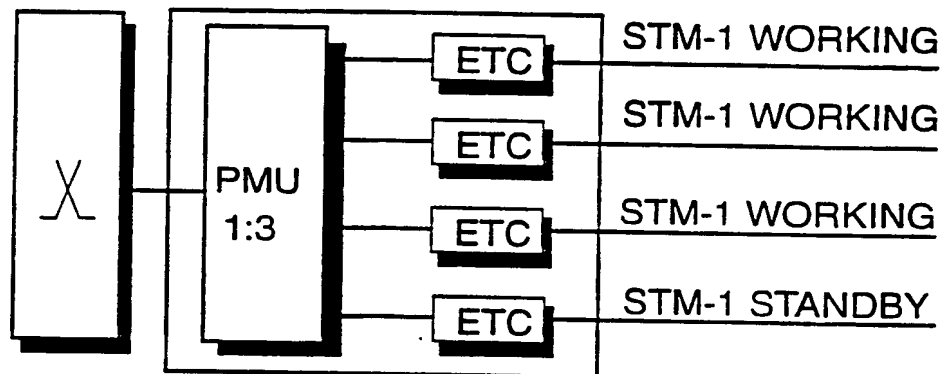 STM-1 WORKING
ETC
STM-1 WORKING
ETC
PMU
1:3
STM-1 WORKING
ETC
STM-1 STANDBY
ETC